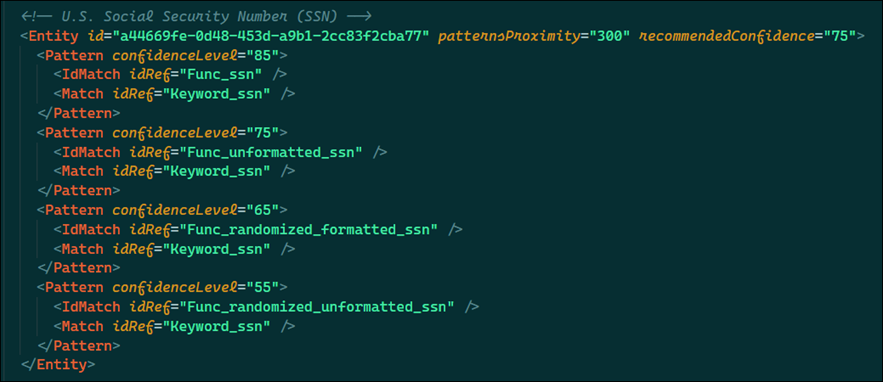 <!-- U.S. Social Security Number (SSN) -->
<Entity id="a44669fe-0d48-453d-a9b1-2cc83f2cba77" patternsProximity="300" recommendedConfidence="75">
<Pattern confidenceLevel="85">
<IdMatch idRef="Func_ssn" />
<Match idRef="Keyword_ssn" />
</Pattern>
<Pattern confidenceLevel="75">
<IdMatch idRef="Func_unformatted_ssn" />
<Match idRef="Keyword_ssn" />
</Pattern>
<Pattern confidenceLevel="65">
<IdMatch idRef="Func_randomized_formatted_ssn" />
<Match idRef="Keyword_ssn" />
</Pattern>
<Pattern confidenceLevel="55">
<IdMatch idRef="Func_randomized_unformatted_ssn" />
<Match idRef="Keyword_ssn" />
</Pattern>
</Entity>